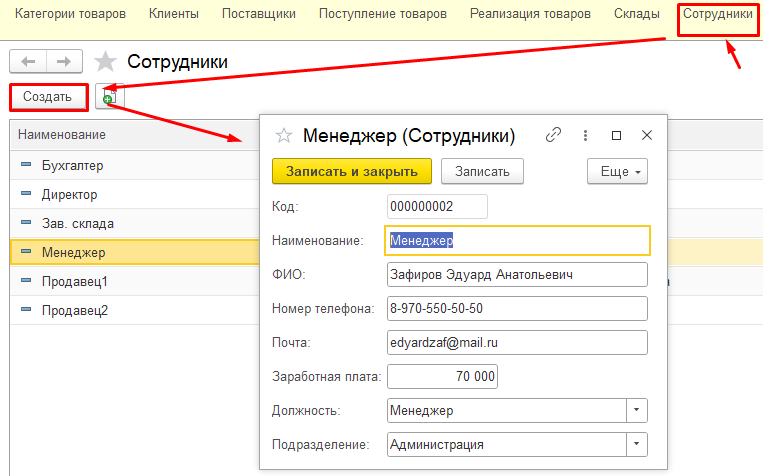 Категории товаров Клиенты Поставщики Поступление товаров Реализация товаров Склады Сотрудники
Сотрудники
Создать
Наименование
Бухгалтер
Директор
Зав. склада
Менеджер
Продавец1
Продавец2
Менеджер (Сотрудники)
Записать и закрыть Записать Еще
Код: 000000002
Наименование: Менеджер
ФИО: Зафиров Эдуард Анатольевич
Номер телефона: 8-970-550-50-50
Почта: edyardzaf@mail.ru
Заработная плата: 70 000
Должность: Менеджер
Подразделение: Администрация